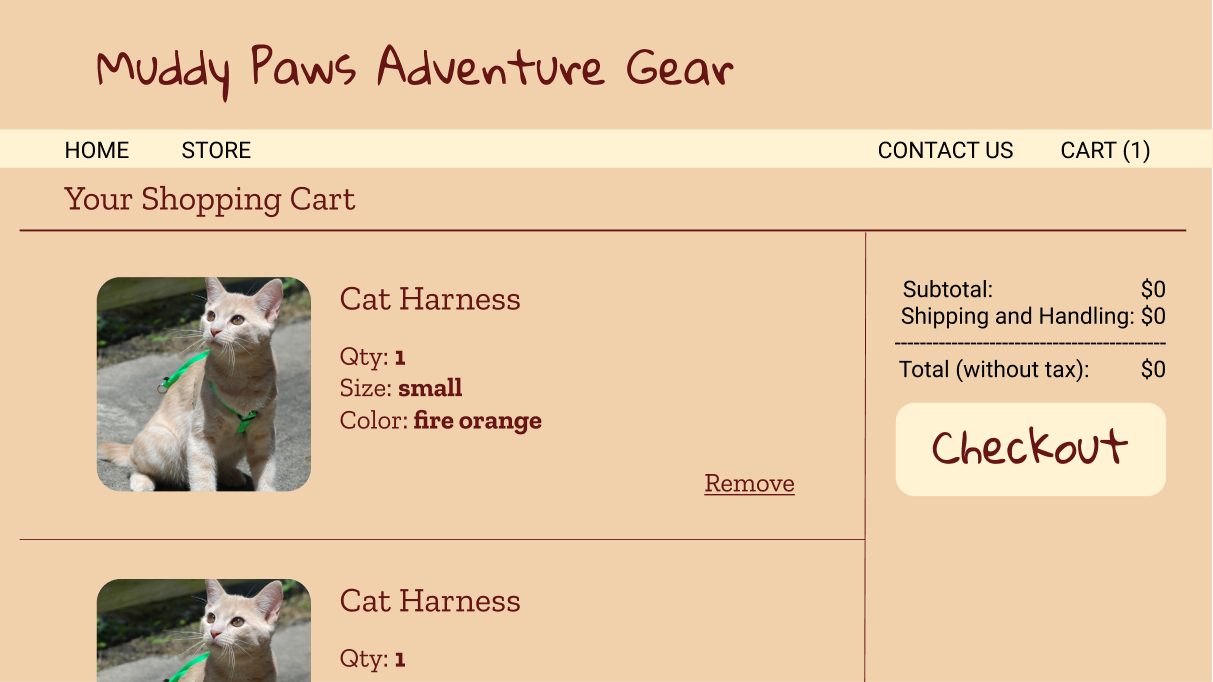 Muddy Paws Adventure Gear
HOME STORE CONTACT US CART (1)
Your Shopping Cart
Cat Harness
Qty: 1
Size: small
Color: fire orange
Remove
Subtotal: $0
Shipping and Handling: $0
--------------------------------------------
Total (without tax): $0
Checkout
Cat Harness
Qty: 1